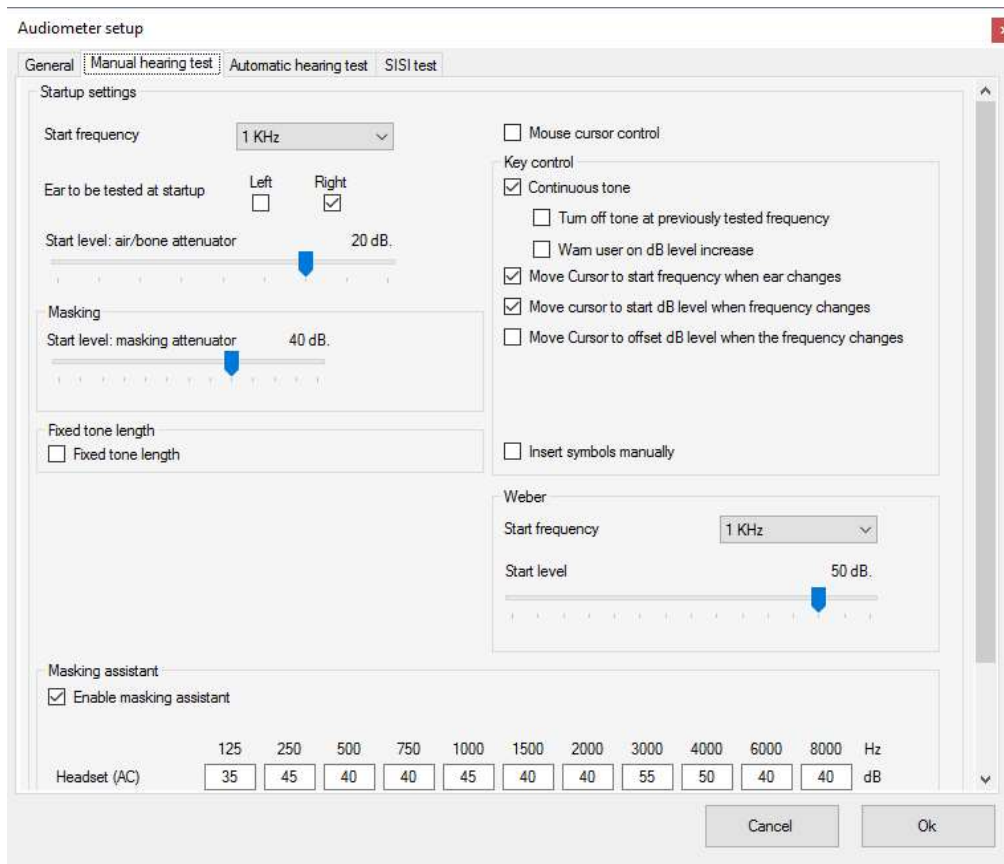 Audiometer setup
General Manual hearing test Automatic hearing test SISI test
Startup settings
Start frequency 1 KHz
Ear to be tested at startup Left Right
Start level: air/bone attenuator 20 dB.
Masking
Start level: masking attenuator 40 dB.
Fixed tone length
Fixed tone length
Mouse cursor control
Key control
Continuous tone
Turn off tone at previously tested frequency
Warn user on dB level increase
Move Cursor to start frequency when ear changes
Move cursor to start dB level when frequency changes
Move Cursor to offset dB level when the frequency changes
Insert symbols manually
Weber
Start frequency 1 KHz
Start level 50 dB.
Masking assistant
Enable masking assistant
125 250 500 750 1000 1500 2000 3000 4000 6000 8000 Hz
Headset (AC) 35 45 40 40 45 40 40 55 50 40 40 dB
Cancel Ok